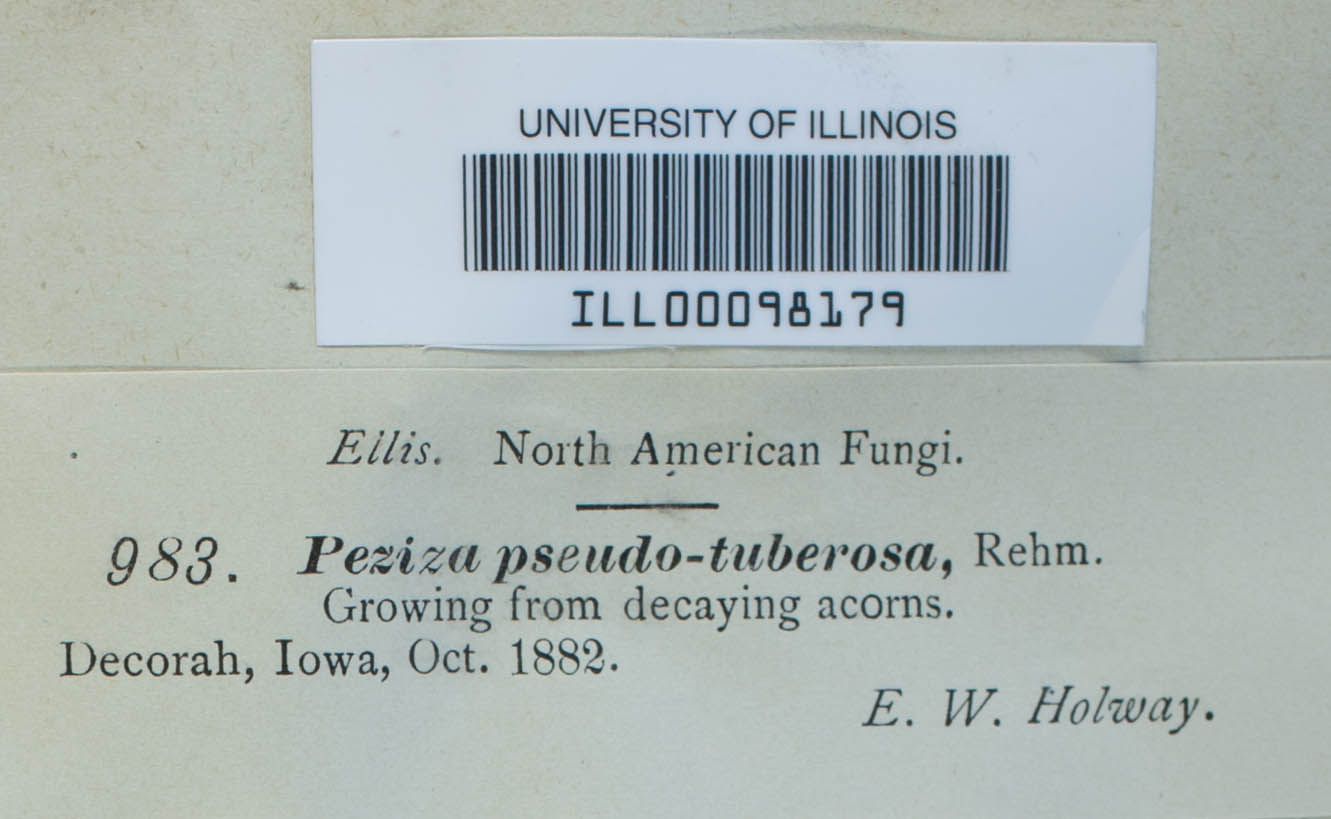 UNIVERSITY OF ILLINOIS
ILL00098179
Ellis. North American Fungi.
983. Peziza pseudo-tuberosa, Rehm.
Growing from decaying acorns.
Decorah, Iowa, Oct. 1882.
E. W. Holway.